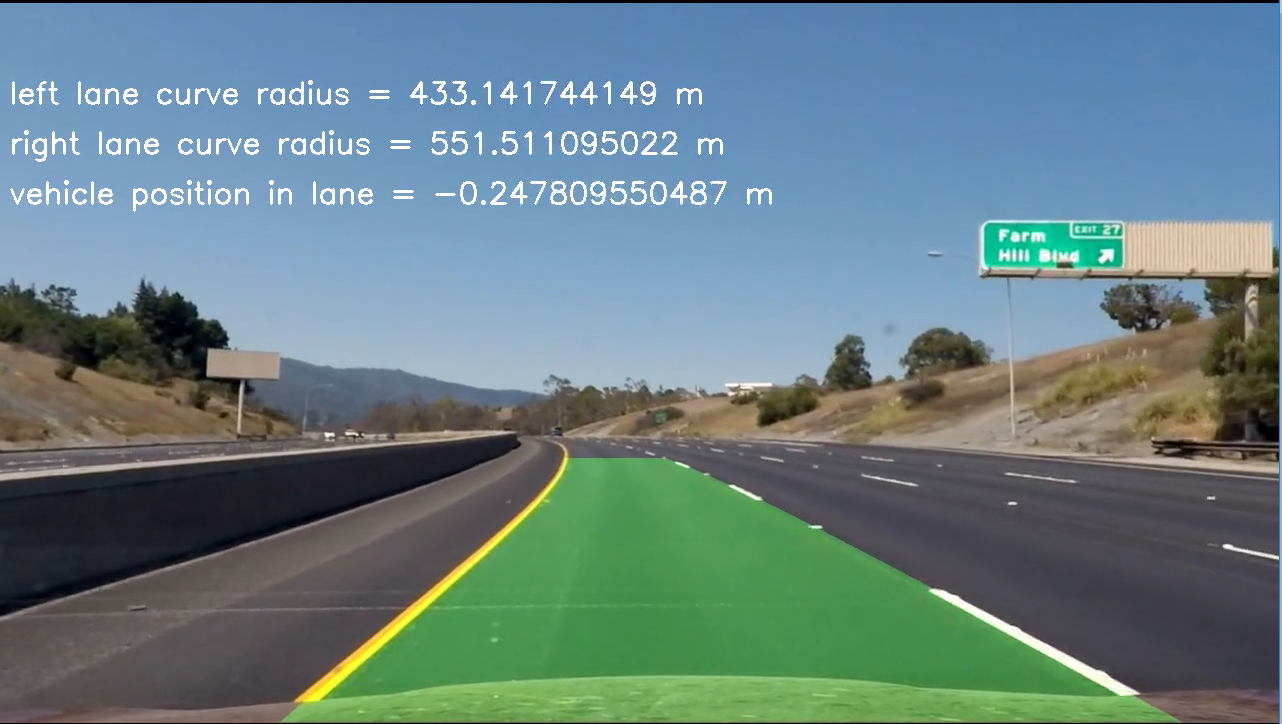 left lane curve radius = 433.141744149 m
right lane curve radius = 551.511095022 m
vehicle position in lane = -0.247809550487 m
EXIT 27
Farm
Hill Blvd